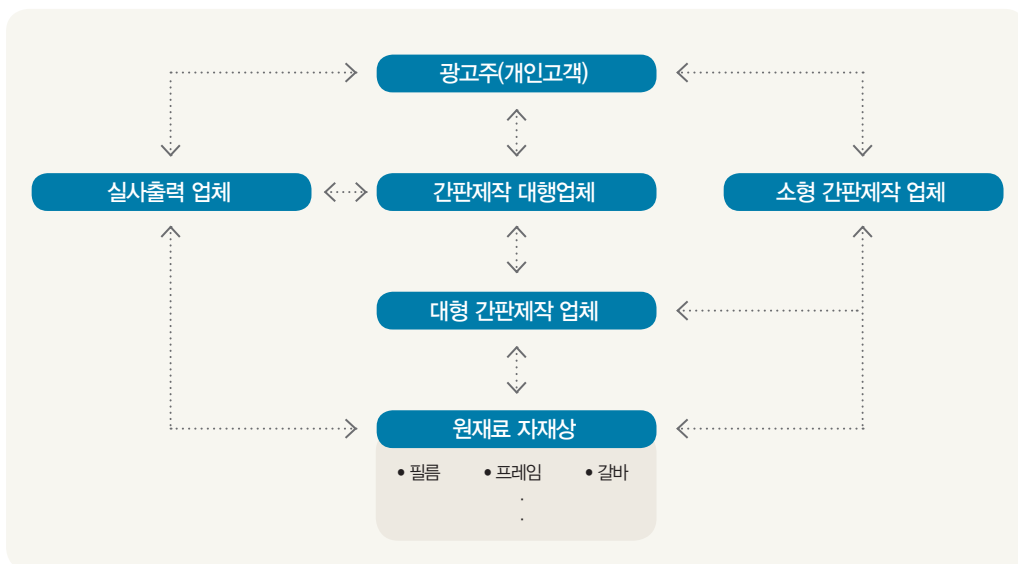 광고주(개인고객)
실사출력 업체
간판제작 대행업체
소형 간판제작 업체
대형 간판제작 업체
원재료 자재상
• 필름 • 프레임 • 갈바
.
.